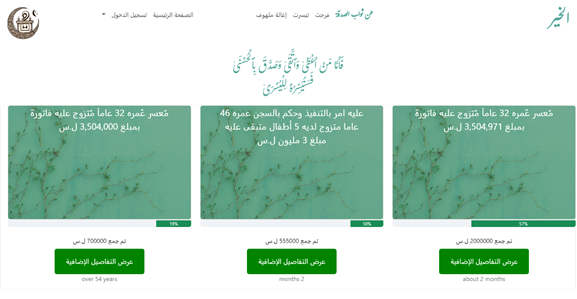 الخير
عن ثواب الصدقة
فرجت
تيسرت
إغاثة ملهوف
الصفحة الرئيسية
تسجيل الدخول
فَأَمَّا مَنْ أَعْطَىٰ وَاتَّقَىٰ وَصَدَّقَ بِالْحُسْنَىٰ
فَسَنُيَسِّرُهُ لِلْيُسْرَىٰ
مُعسر عُمره 32 عاماً مُتزوج عليه فاتورة
بمبلغ 3,504,971 ل.س
57%
تم جمع 2000000 ل.س
عرض التفاصيل الإضافية
about 2 months
عليه امر بالتنفيذ وحكم بالسجن عمره 46
عاما متزوج لديه 5 أطفال متبقى عليه
مبلغ 3 مليون ل.س
18%
تم جمع 555000 ل.س
عرض التفاصيل الإضافية
months 2
مُعسر عُمره 32 عاماً مُتزوج عليه فاتورة
بمبلغ 3,504,000 ل.س
19%
تم جمع 700000 ل.س
عرض التفاصيل الإضافية
over 54 years